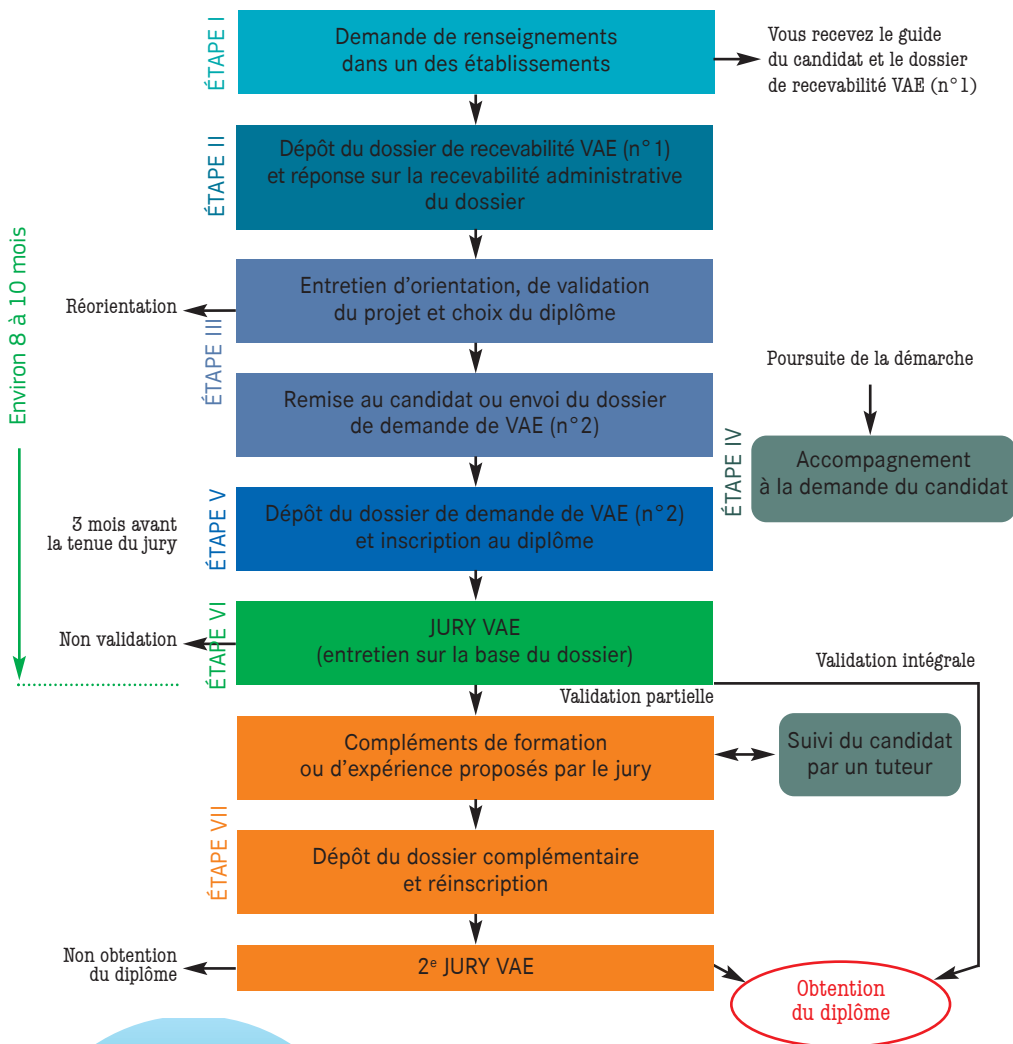 ÉTAPE I
Demande de renseignements
dans un des établissements
Vous recevez le guide
du candidat et le dossier
de recevabilité VAE (n°1)
ÉTAPE II
Dépôt du dossier de recevabilité VAE (n°1)
et réponse sur la recevabilité administrative
du dossier
Environ 8 à 10 mois
ÉTAPE III
Entretien d'orientation, de validation
du projet et choix du diplôme
Réorientation
Remise au candidat ou envoi du dossier
de demande de VAE (n°2)
Poursuite de la démarche
ÉTAPE IV
Accompagnement
à la demande du candidat
ÉTAPE V
Dépôt du dossier de demande de VAE (n°2)
et inscription au diplôme
3 mois avant
la tenue du jury
ÉTAPE VI
JURY VAE
(entretien sur la base du dossier)
Non validation
Validation intégrale
Validation partielle
ÉTAPE VII
Compléments de formation
ou d'expérience proposés par le jury
Suivi du candidat
par un tuteur
Dépôt du dossier complémentaire
et réinscription
Non obtention
du diplôme
2e JURY VAE
Obtention
du diplôme